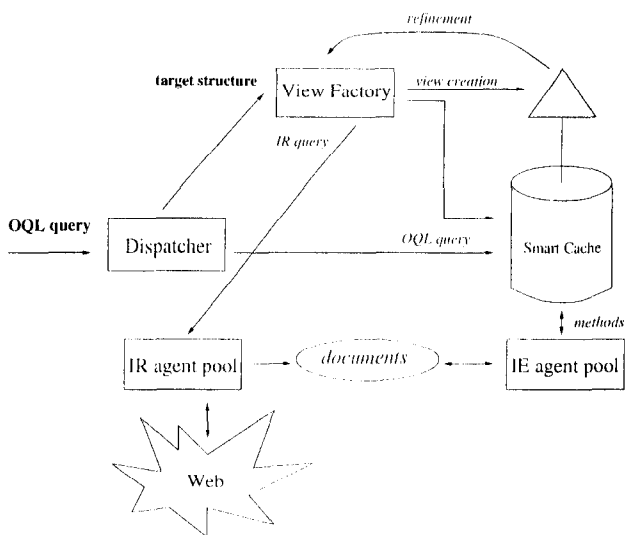 refinement
target structure
View Factory
view creation
IR query
OQL query
Dispatcher
OQL query
Smart Cache
methods
IR agent pool
documents
IE agent pool
Web